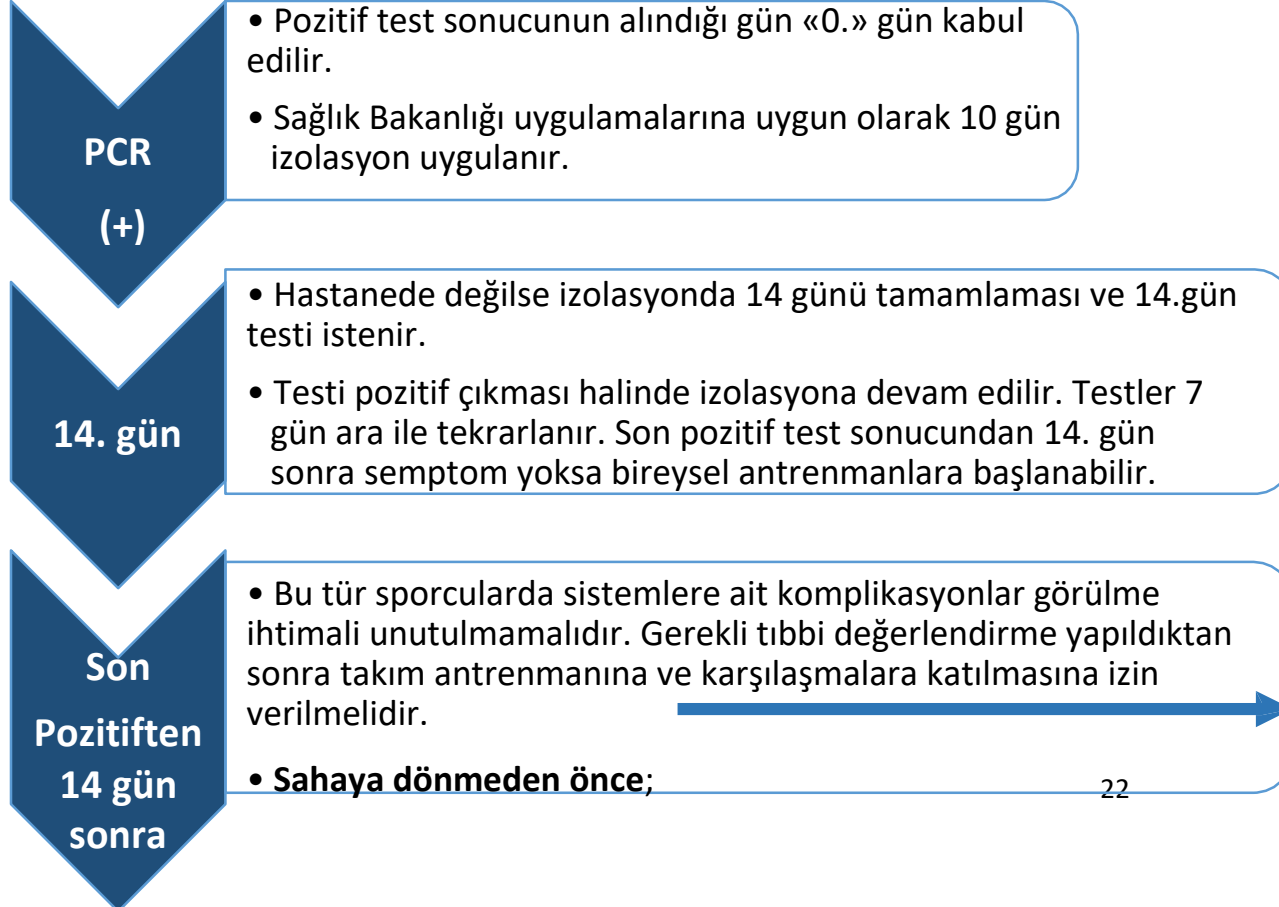 PCR
(+)
• Pozitif test sonucunun alındığı gün «0.» gün kabul
edilir.
• Sağlık Bakanlığı uygulamalarına uygun olarak 10 gün
izolasyon uygulanır.
14. gün
• Hastanede değilse izolasyonda 14 günü tamamlaması ve 14.gün
testi istenir.
• Testi pozitif çıkması halinde izolasyona devam edilir. Testler 7
gün ara ile tekrarlanır. Son pozitif test sonucundan 14. gün
sonra semptom yoksa bireysel antrenmanlara başlanabilir.
Son
Pozitiften
14 gün
sonra
• Bu tür sporcularda sistemlere ait komplikasyonlar görülme
ihtimali unutulmamalıdır. Gerekli tıbbi değerlendirme yapıldıktan
sonra takım antrenmanına ve karşılaşmalara katılmasına izin
verilmelidir.
• Sahaya dönmeden önce;
22